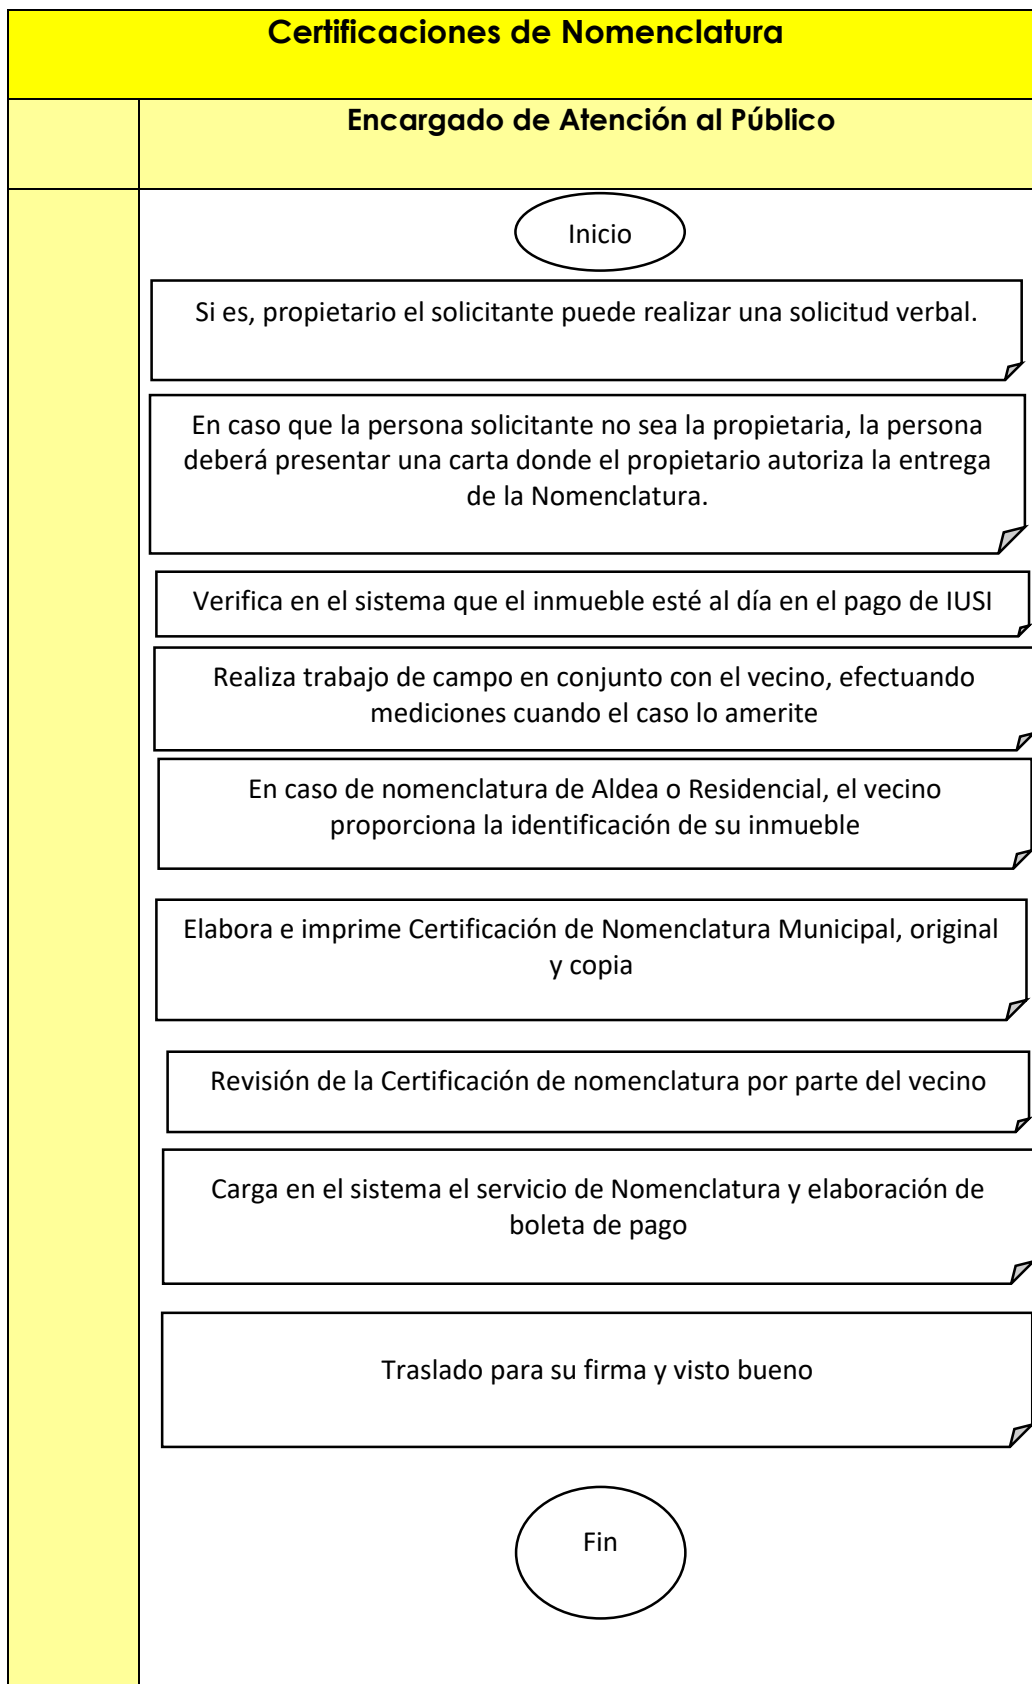 Certificaciones de Nomenclatura
Encargado de Atención al Público
Inicio
Si es, propietario el solicitante puede realizar una solicitud verbal.
En caso que la persona solicitante no sea la propietaria, la persona
deberá presentar una carta donde el propietario autoriza la entrega
de la Nomenclatura.
Verifica en el sistema que el inmueble esté al día en el pago de IUSI
Realiza trabajo de campo en conjunto con el vecino, efectuando
mediciones cuando el caso lo amerite
En caso de nomenclatura de Aldea o Residencial, el vecino
proporciona la identificación de su inmueble
Elabora e imprime Certificación de Nomenclatura Municipal, original
y copia
Revisión de la Certificación de nomenclatura por parte del vecino
Carga en el sistema el servicio de Nomenclatura y elaboración de
boleta de pago
Traslado para su firma y visto bueno
Fin